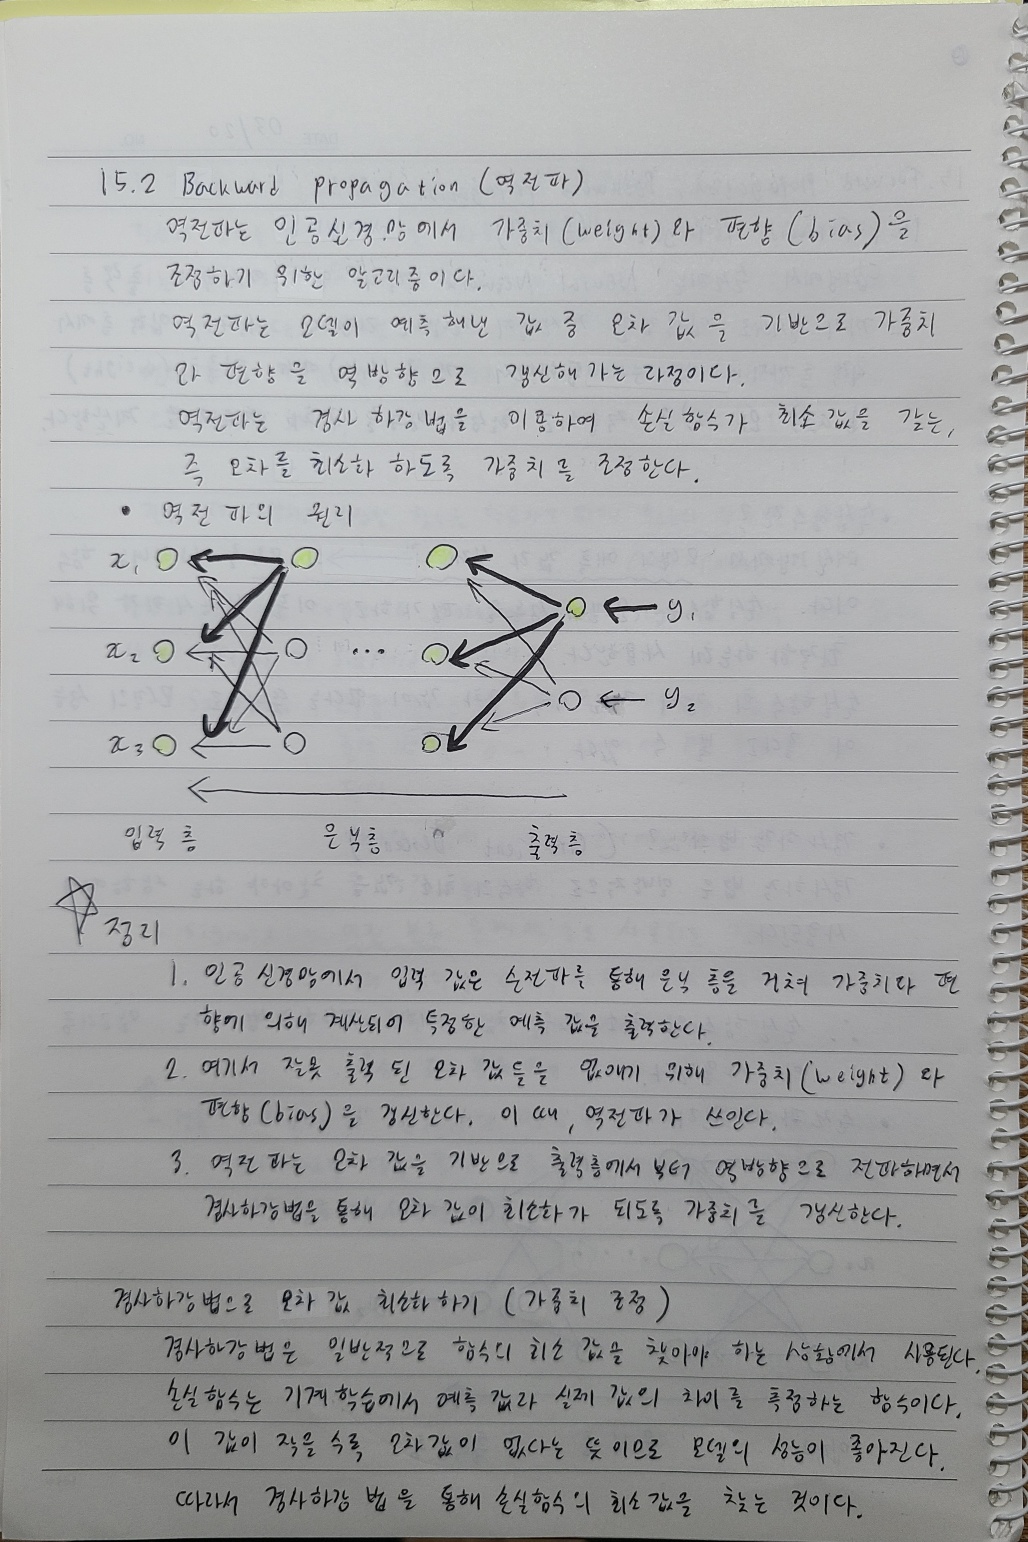 15.2 Backward propagation (역전파)
역전파는 인공신경망에서 가중치(weight)와 편향(bias)을
조정하기 위한 알고리즘이다.
역전파는 모델이 예측해낸 값 중 오차 값을 기반으로 가중치
와 편향을 역방향으로 갱신해가는 과정이다.
역전파는 경사 하강법을 이용하여 손실함수가 최소값을 갖는,
즉 오차를 최소화 하도록 가중치를 조정한다.
• 역전파의 원리
x₁
y₁
x₂ ...
y₂
x₃
입력층 은닉층 출력층
정리
1. 인공신경망에서 입력 값은 순전파를 통해 은닉 층을 거쳐 가중치와 편
향에 의해 계산되어 특정한 예측 값을 출력한다.
2. 여기서 잘못 출력 된 오차 값들을 없애기 위해 가중치(weight)와
편향(bias)을 갱신한다. 이 때, 역전파가 쓰인다.
3. 역전파는 오차 값을 기반으로 출력층에서부터 역방향으로 전파하면서
경사하강법을 통해 오차 값이 최소화가 되도록 가중치를 갱신한다.
경사하강법으로 오차 값 최소화하기 (가중치 조정)
경사하강법은 일반적으로 함수의 최소 값을 찾아야 하는 상황에서 사용된다.
손실함수는 기계학습에서 예측 값과 실제 값의 차이를 측정하는 함수이다.
이 값이 작을 수록 오차값이 없다는 뜻이므로 모델의 성능이 좋아진다.
따라서 경사하강법을 통해 손실함수의 최소값을 찾는 것이다.